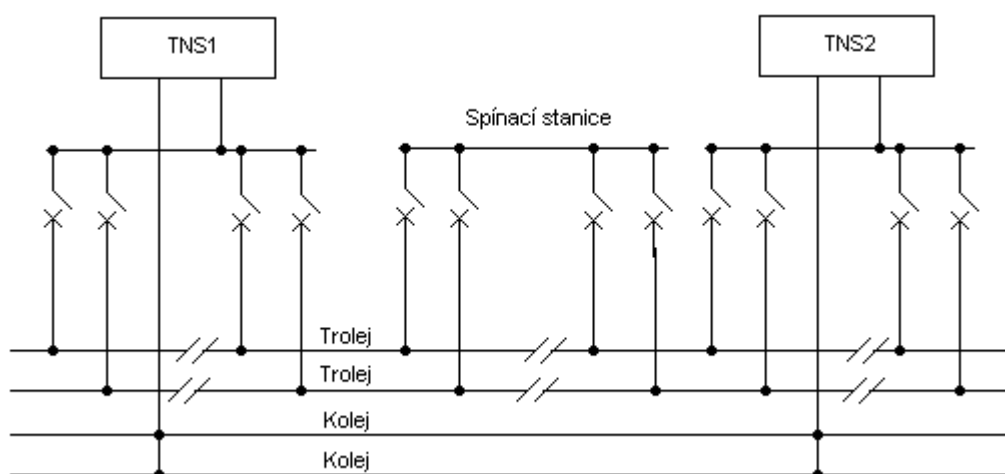 TNS1
TNS2
Spínací stanice
Trolej
Trolej
Kolej
Kolej